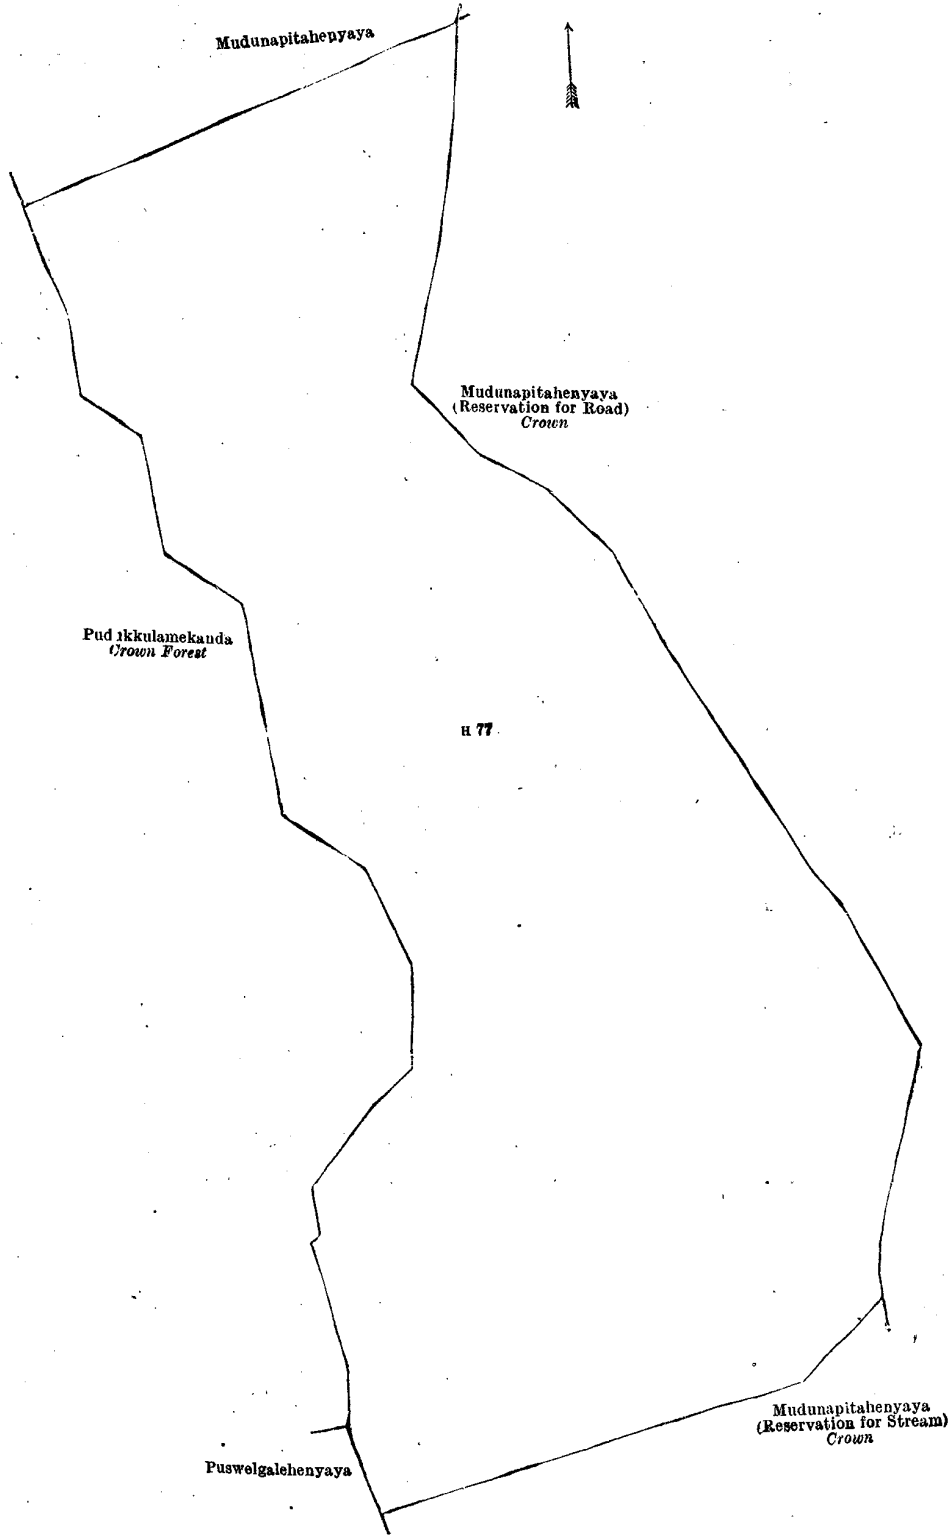 Mudunapitahenyaya
Mudunapitahenyaya
(Reservation for Road)
Crown
Crown Forest
H 77
Mudunapitahenyaya
(Reservation for Stream)
Crown
Puswelgalehenyaya